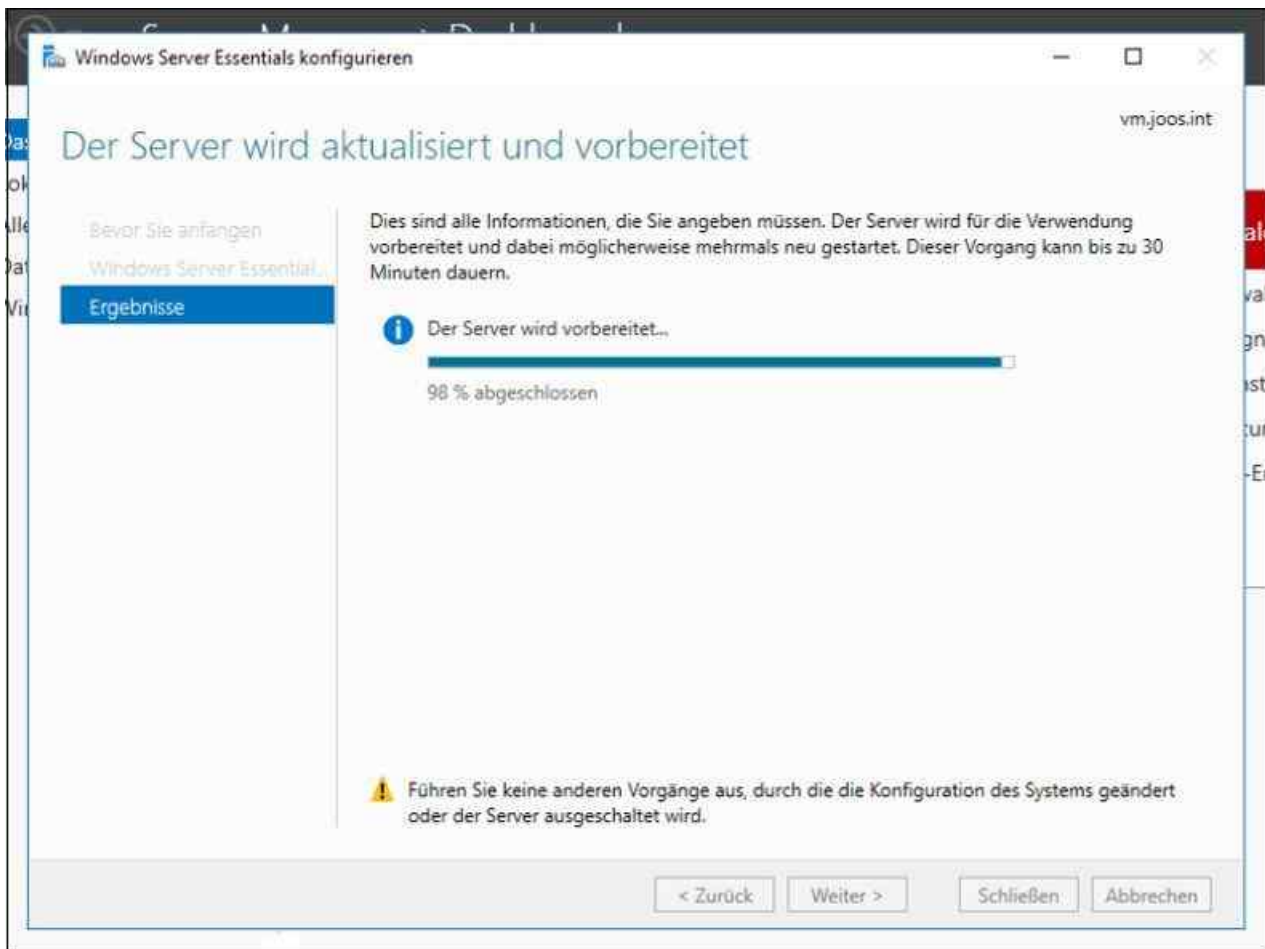 Windows Server Essentials konfigurieren
vm.joos.int
Der Server wird aktualisiert und vorbereitet
Bevor Sie anfangen
Windows Server Essential...
Ergebnisse
Dies sind alle Informationen, die Sie angeben müssen. Der Server wird für die Verwendung
vorbereitet und dabei möglicherweise mehrmals neu gestartet. Dieser Vorgang kann bis zu 30
Minuten dauern.
Der Server wird vorbereitet...
98 % abgeschlossen
Führen Sie keine anderen Vorgänge aus, durch die die Konfiguration des Systems geändert
oder der Server ausgeschaltet wird.
< Zurück
Weiter >
Schließen
Abbrechen